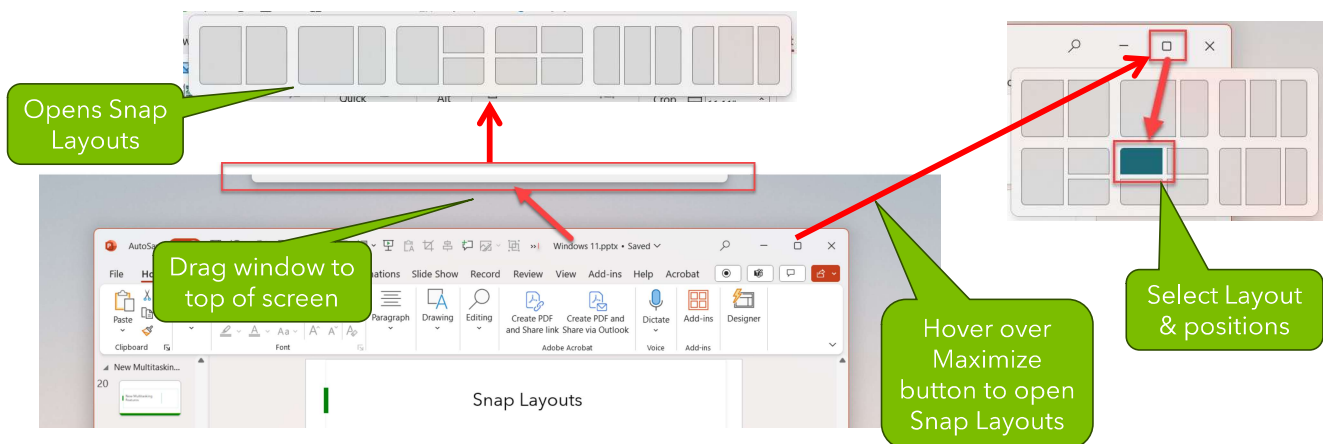 Quick
Alt
Crop
Opens Snap
Layouts
Windows 11.pptx • Saved
File
Drag window to
top of screen
Slide Show Record Review View Add-ins Help Acrobat
Paste
Paragraph
Drawing
Editing
Create PDF
and Share link
Create PDF and
Share via Outlook
Dictate
Add-ins
Designer
Aa
Clipboard
Font
Adobe Acrobat
Voice
Add-ins
New Multitaskin...
20
Snap Layouts
Hover over
Maximize
button to open
Snap Layouts
Select Layout
& positions